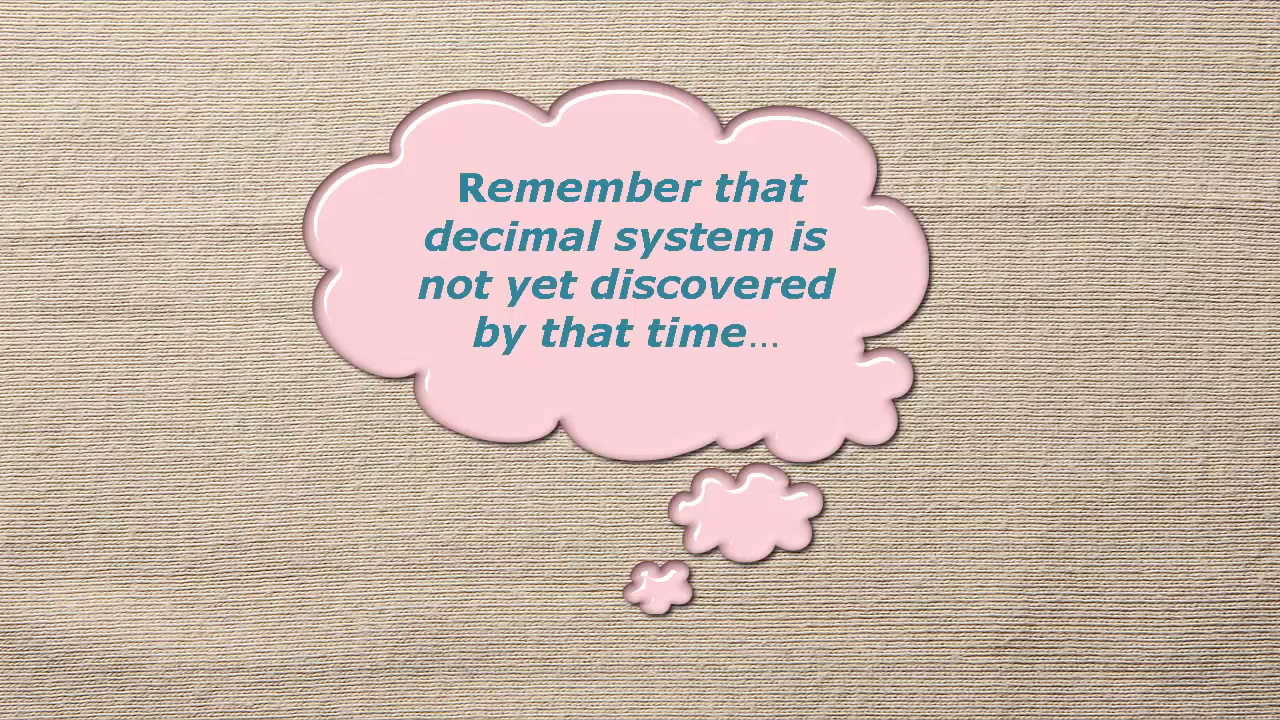 Remember that
decimal system is
not yet discovered
by that time…